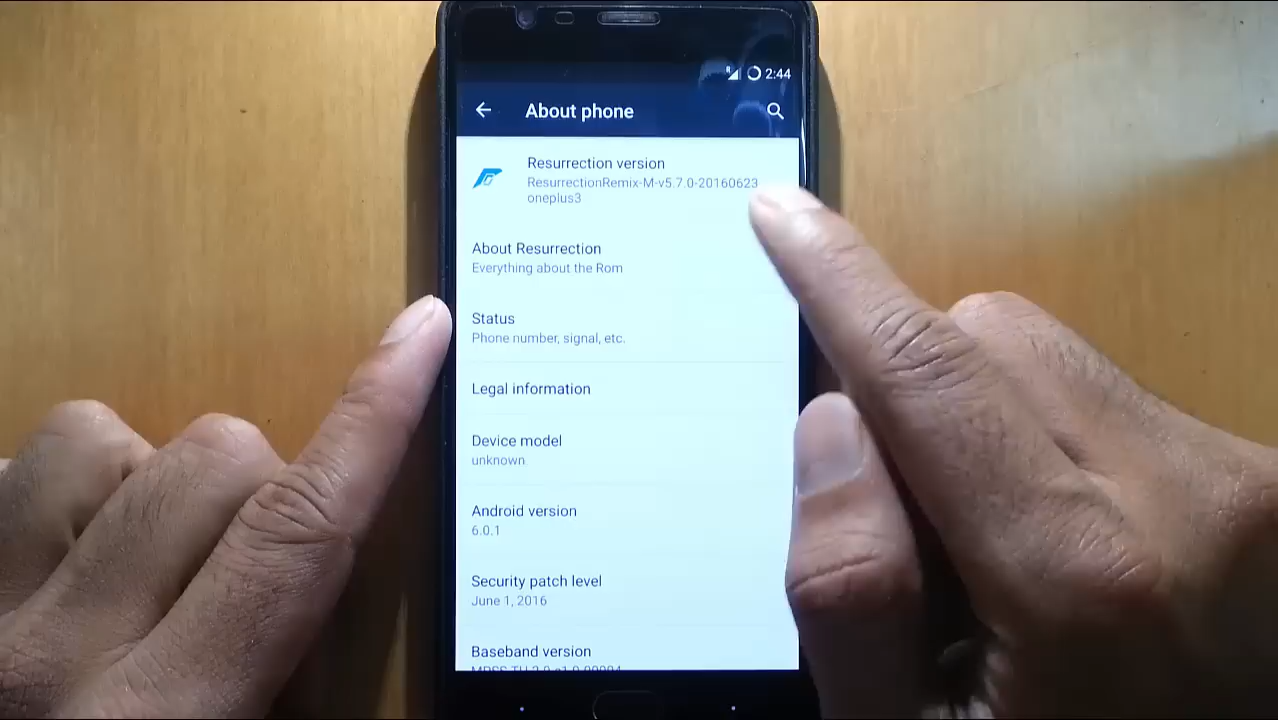 R
2:44
About phone
Resurrection version
ResurrectionRemix-M-v5.7.0-20160623
oneplus3
About Resurrection
Everything about the Rom
Status
Phone number, signal, etc.
Legal information
Device model
unknown
Android version
6.0.1
Security patch level
June 1, 2016
Baseband version